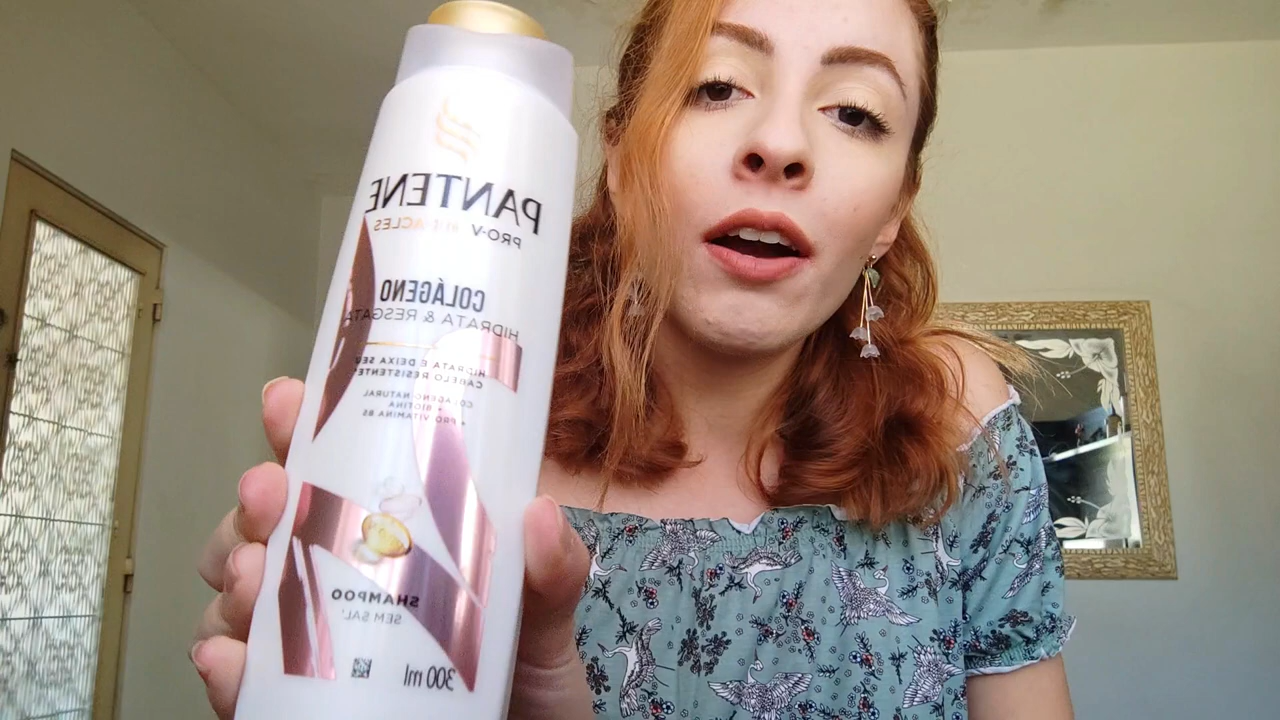 PANTENE
PRO-V MIRACLES
COLÁGENO
HIDRATA & RESGATA
HIDRATA E DEIXA SEU
CABELO RESISTENTE*
COLÁGENO NATURAL
+ BIOTINA
+ PRO VITAMINA B5
SHAMPOO
SEM SAL*
300 ml